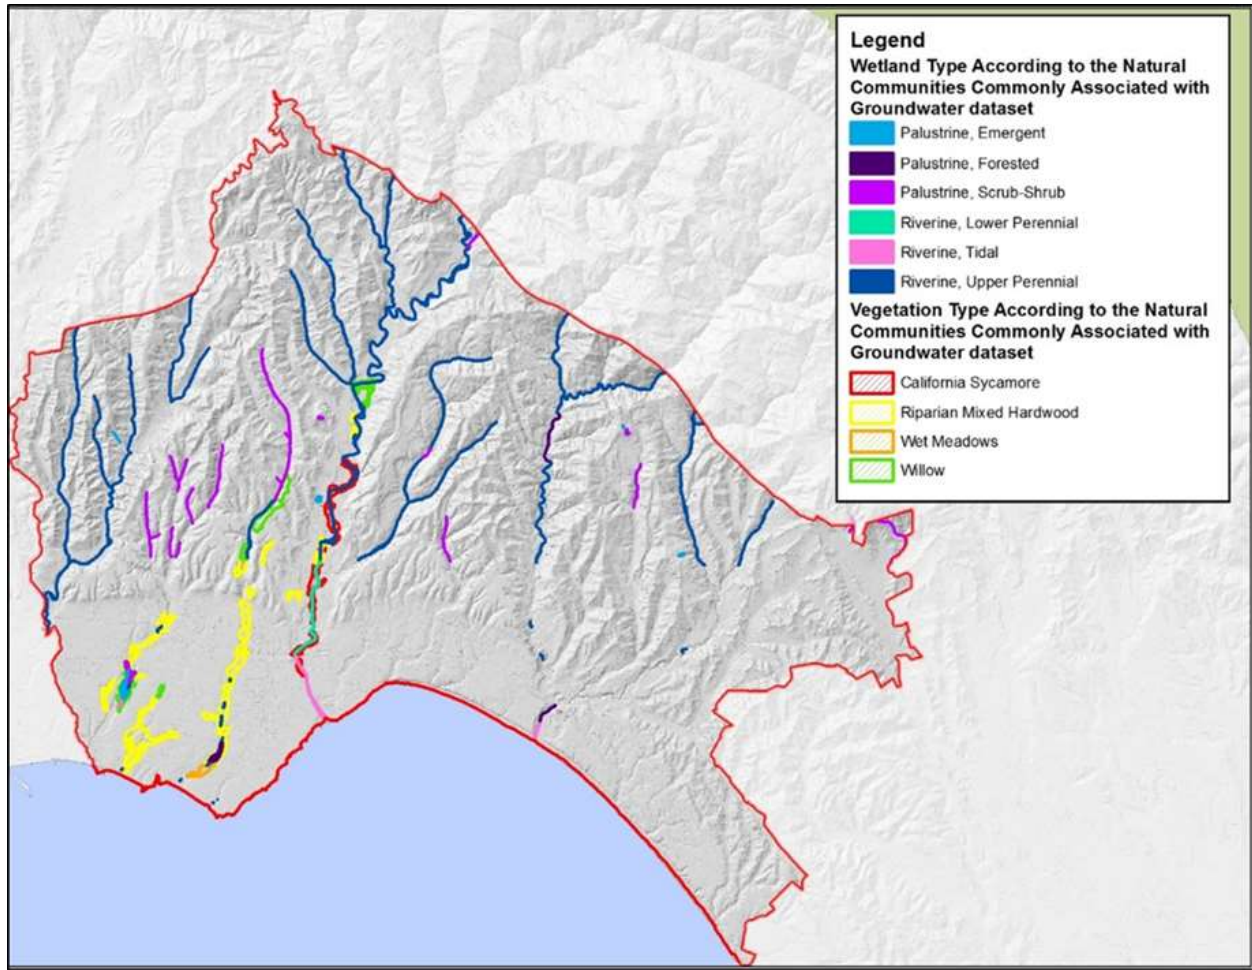 Legend
Wetland Type According to the Natural
Communities Commonly Associated with
Groundwater dataset
Palustrine, Emergent
Palustrine, Forested
Palustrine, Scrub-Shrub
Riverine, Lower Perennial
Riverine, Tidal
Riverine, Upper Perennial
Vegetation Type According to the Natural
Communities Commonly Associated with
Groundwater dataset
California Sycamore
Riparian Mixed Hardwood
Wet Meadows
Willow